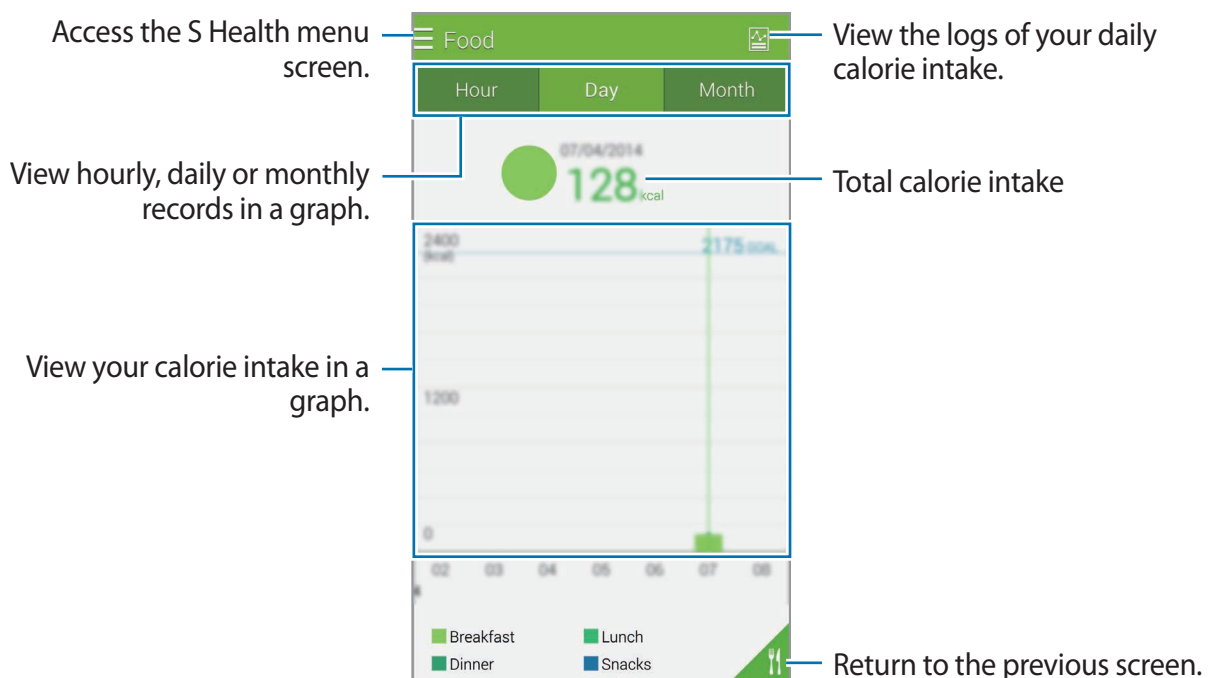 Access the S Health menu
screen.
Food
View the logs of your daily
calorie intake.
Hour Day Month
View hourly, daily or monthly
records in a graph.
07/04/2014
128 kcal
Total calorie intake
2400
(kcal)
2175 GOAL
View your calorie intake in a
graph.
1200
0
02 03 04 05 06 07 08
Breakfast Lunch
Dinner Snacks
Return to the previous screen.